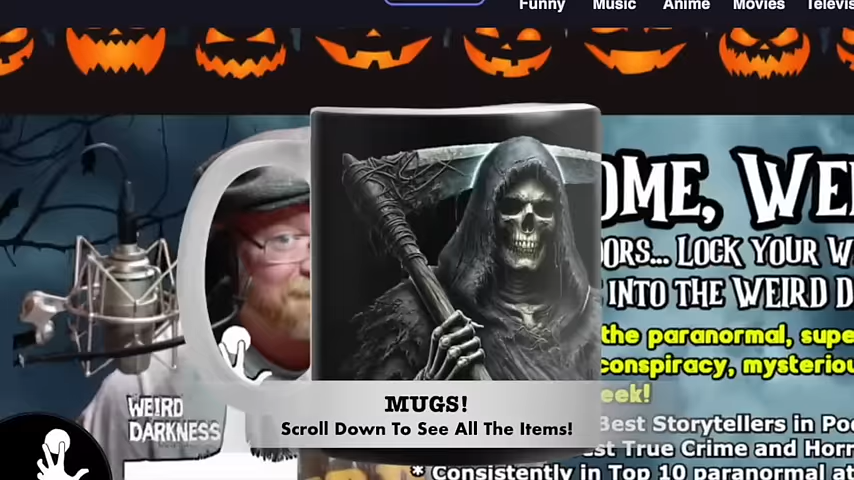 Funny Music Anime Movies
OME, WE
ORS... LOCK YOUR W
INTO THE WEIRD D
the paranormal, supe
conspiracy, mysteriou
eek!
MUGS!
Scroll Down To See All The Items!
WEIRD
DARKNESS
Best Storytellers in Po
st True Crime and Horr
* Consistently in Top 10 paranormal